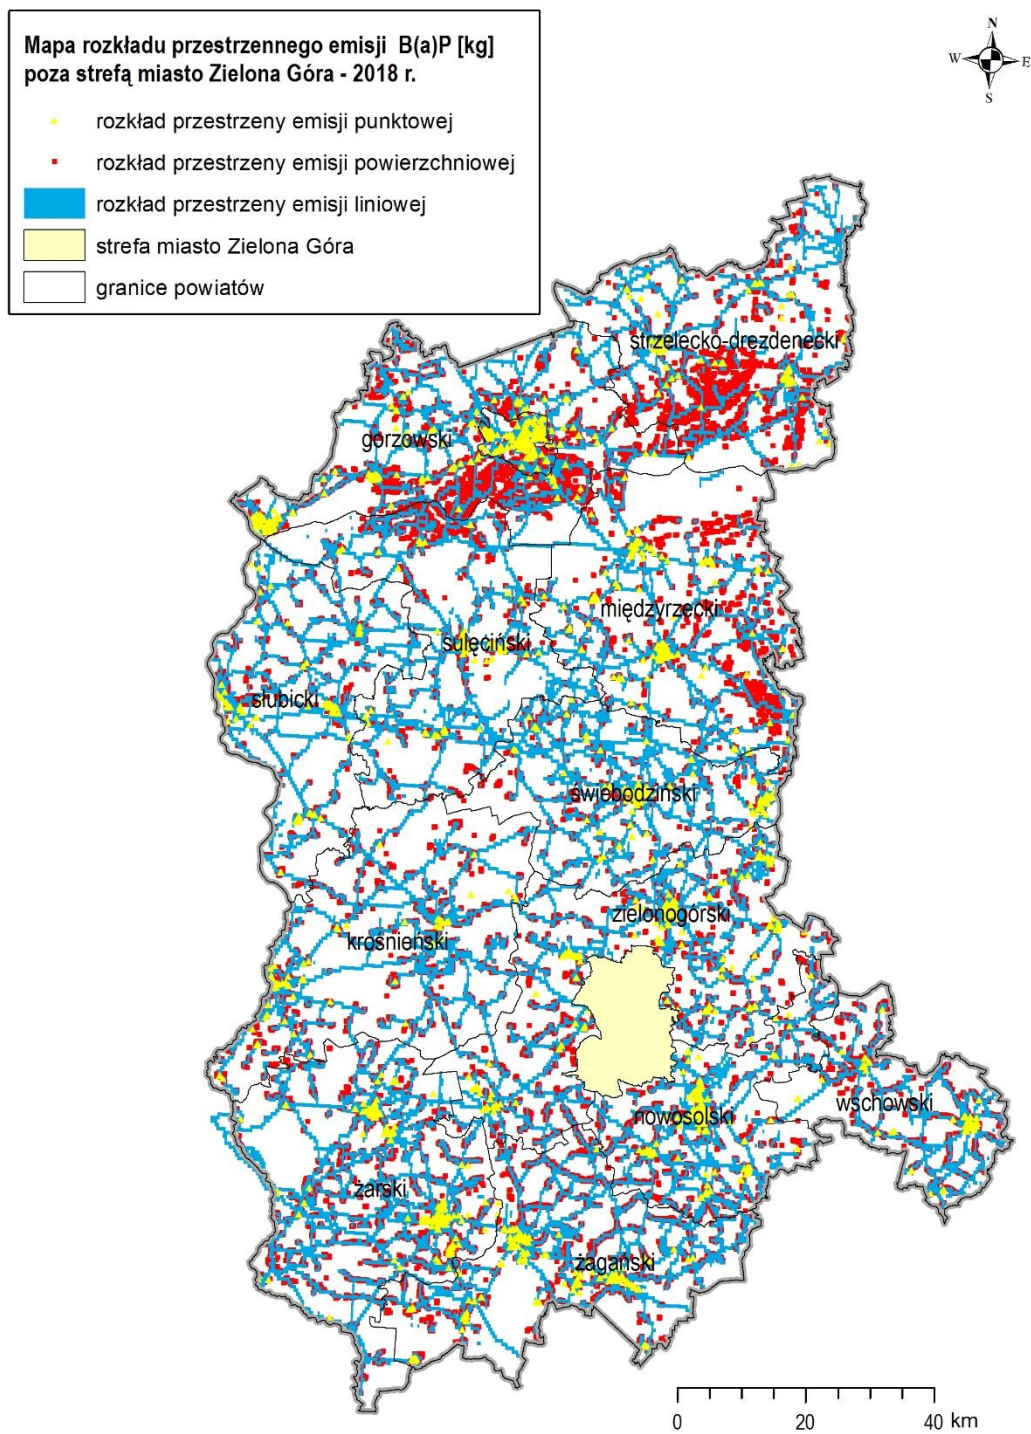 Mapa rozkładu przestrzennego emisji B(a)P [kg]
poza strefą miasto Zielona Góra - 2018 r.
rozkład przestrzeny emisji punktowej
rozkład przestrzeny emisji powierzchniowej
rozkład przestrzeny emisji liniowej
strefa miasto Zielona Góra
granice powiatów
N
W
E
S
strzelecko-drezdenecki
gorzowski
międzyrzecki
sulęciński
słubicki
świebodziński
zielonogórski
krośnieński
wschowski
nowosolski
żarski
żagański
0 20 40 km